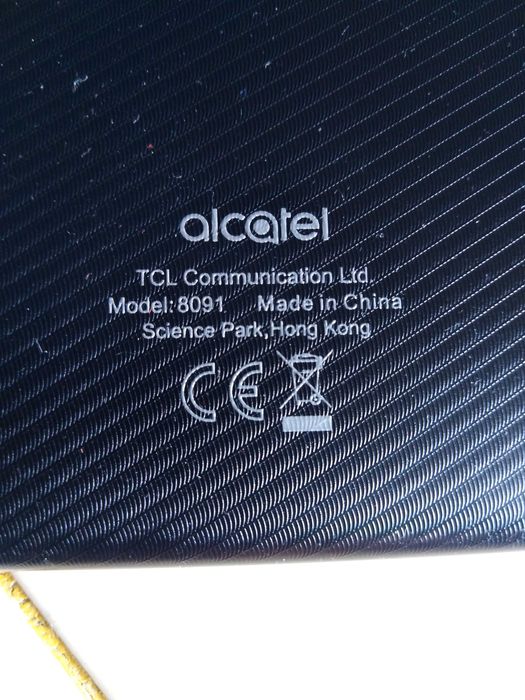 alcatel
TCL Communication Ltd
Model:8091 Made in China
Science Park,Hong Kong
CE